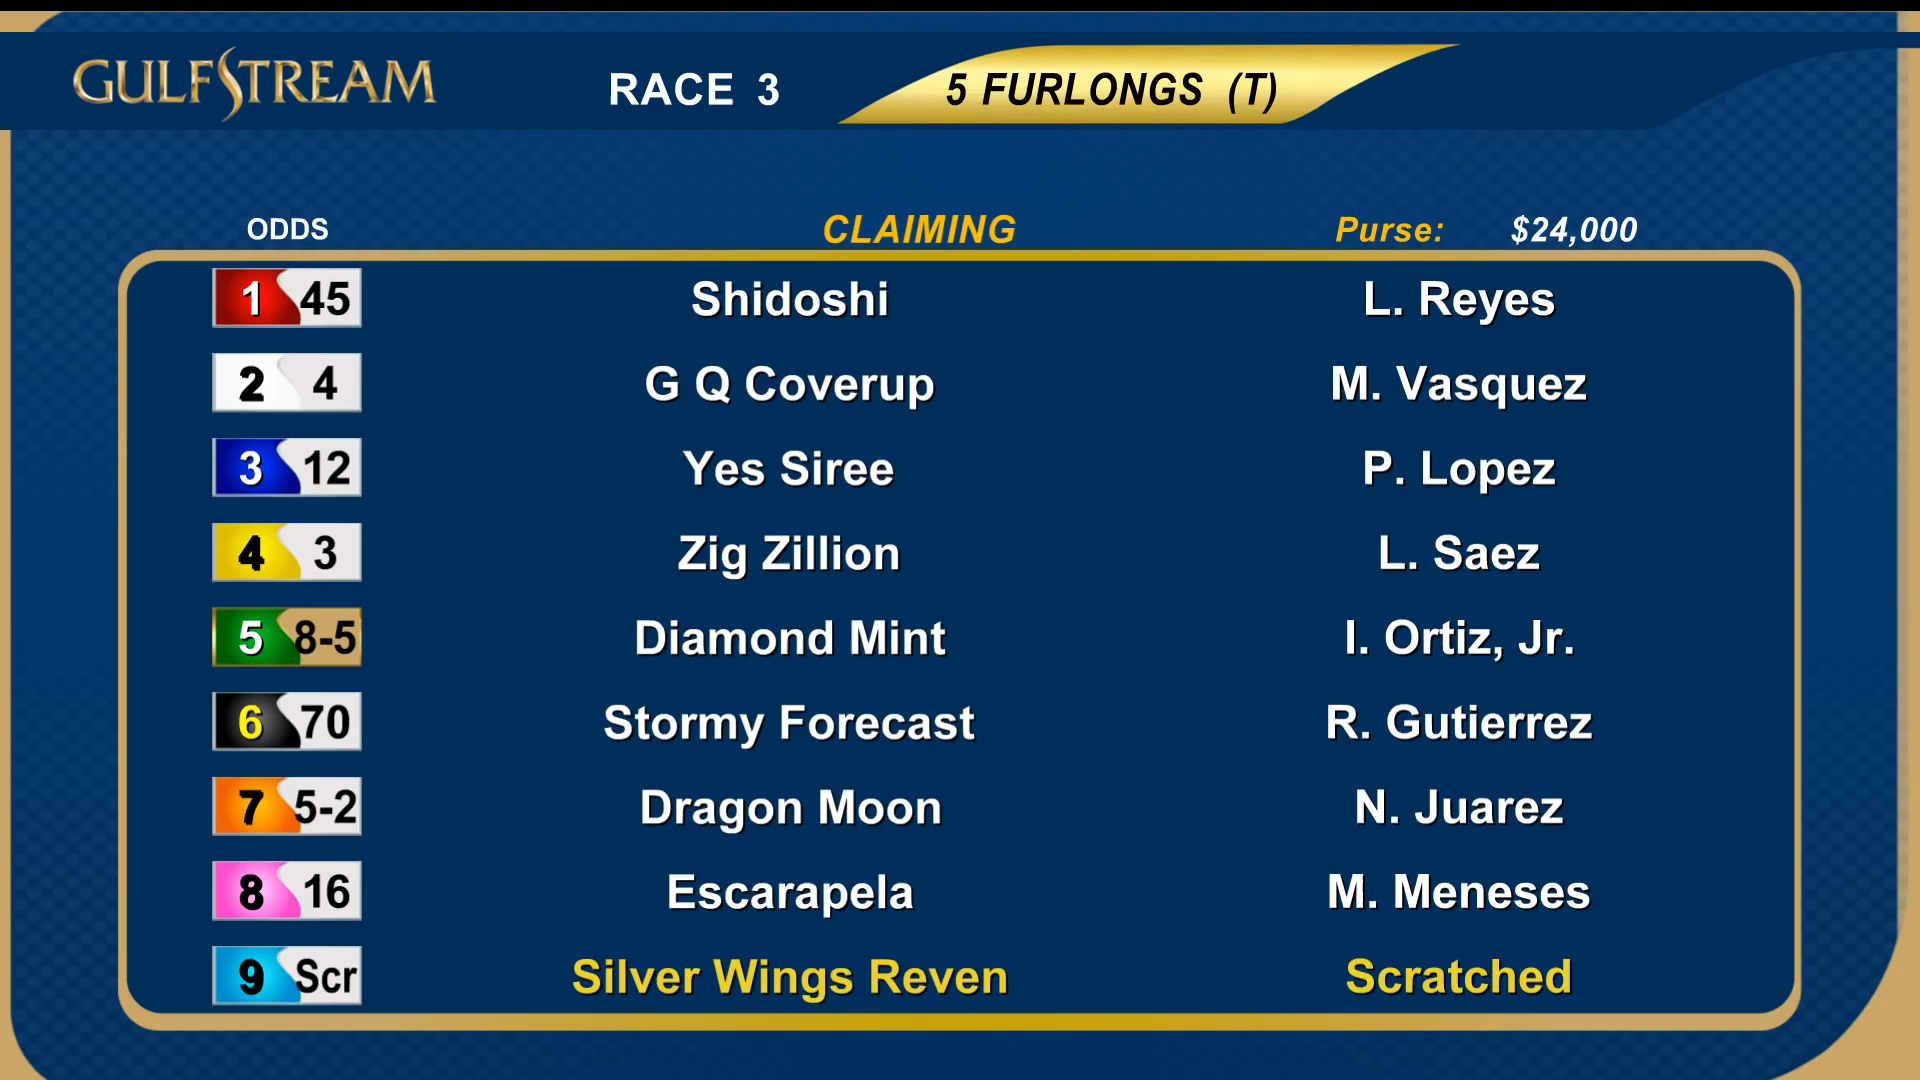 GULFSTREAM RACE 3 5 FURLONGS (T)
ODDS CLAIMING Purse: $24,000
1 45 Shidoshi L. Reyes
2 4 G Q Coverup M. Vasquez
3 12 Yes Siree P. Lopez
4 3 Zig Zillion L. Saez
5 8-5 Diamond Mint I. Ortiz, Jr.
6 70 Stormy Forecast R. Gutierrez
7 5-2 Dragon Moon N. Juarez
8 16 Escarapela M. Meneses
9 Scr Silver Wings Reven Scratched